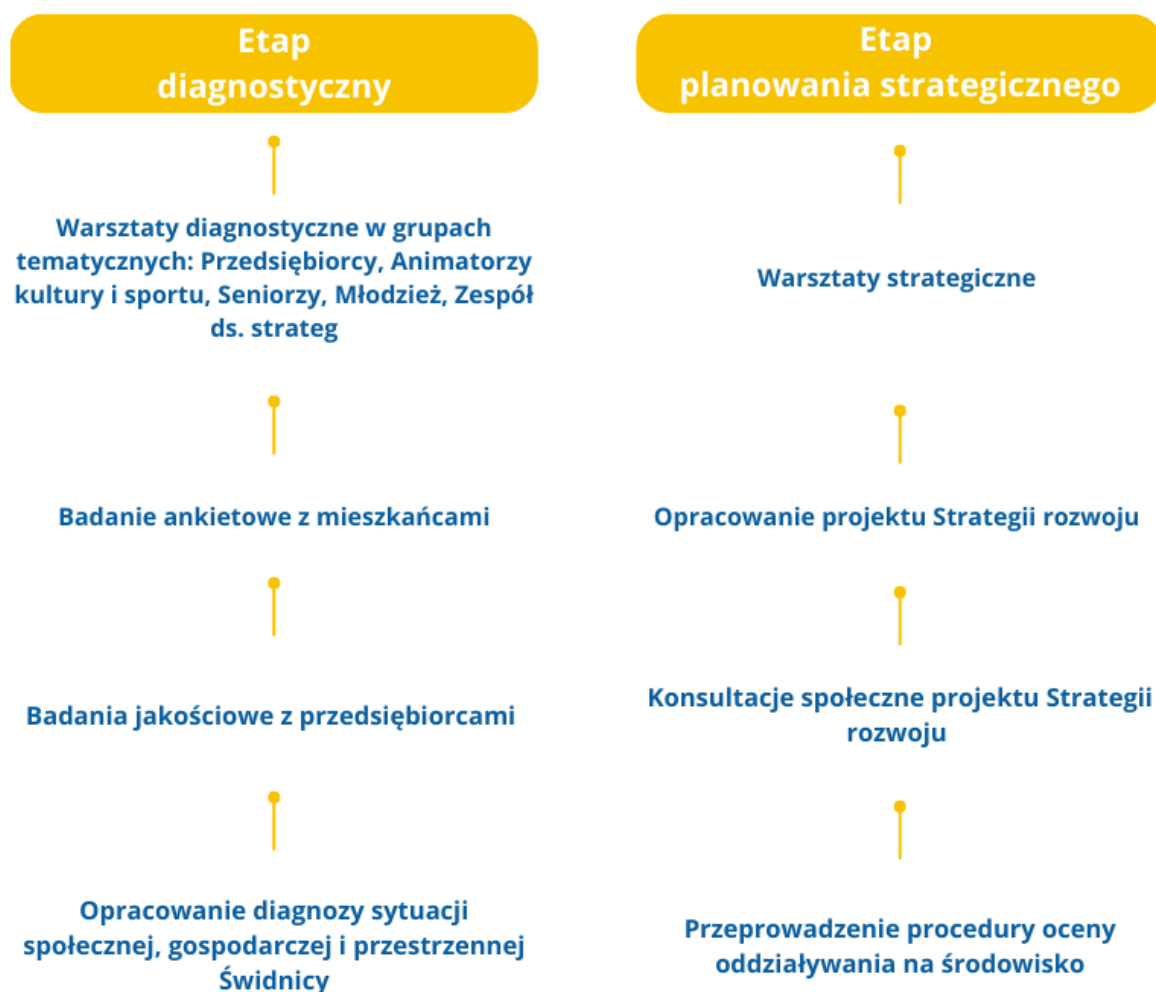 Etap
diagnostyczny
Warsztaty diagnostyczne w grupach
tematycznych: Przedsiębiorcy, Animatorzy
kultury i sportu, Seniorzy, Młodzież, Zespół
ds. strateg
Badanie ankietowe z mieszkańcami
Badania jakościowe z przedsiębiorcami
Opracowanie diagnozy sytuacji
społecznej, gospodarczej i przestrzennej
Świdnicy
Etap
planowania strategicznego
Warsztaty strategiczne
Opracowanie projektu Strategii rozwoju
Konsultacje społeczne projektu Strategii
rozwoju
Przeprowadzenie procedury oceny
oddziaływania na środowisko